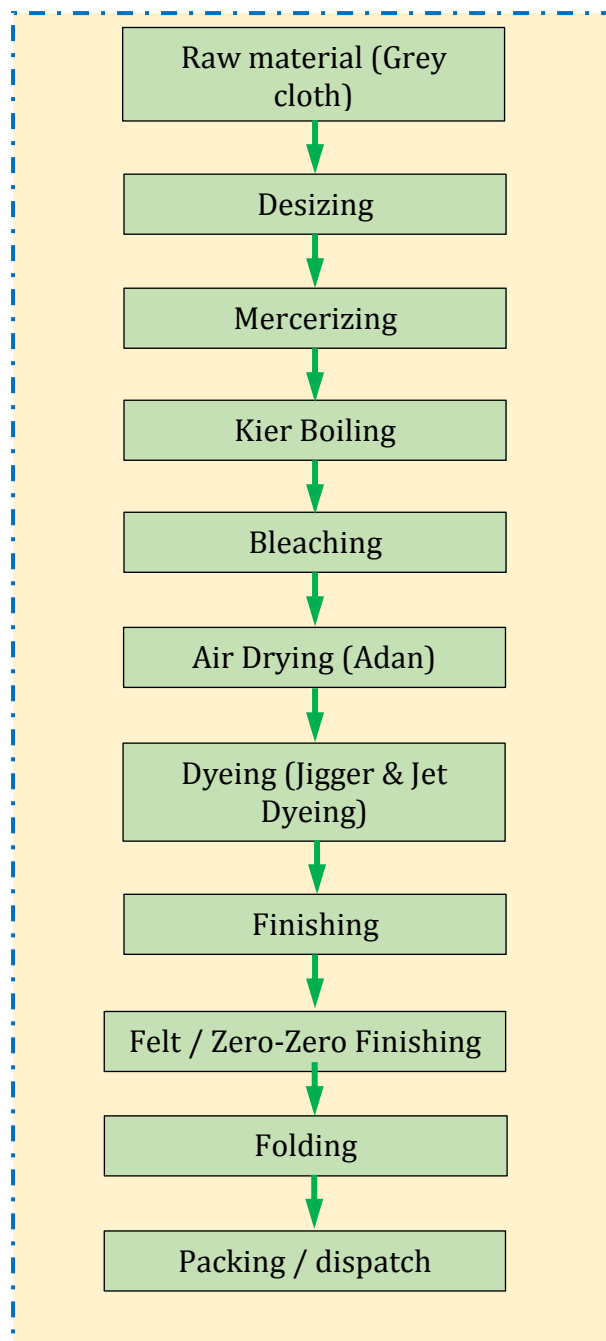 Raw material (Grey
cloth)
Desizing
Mercerizing
Kier Boiling
Bleaching
Air Drying (Adan)
Dyeing (Jigger & Jet
Dyeing)
Finishing
Felt / Zero-Zero Finishing
Folding
Packing / dispatch